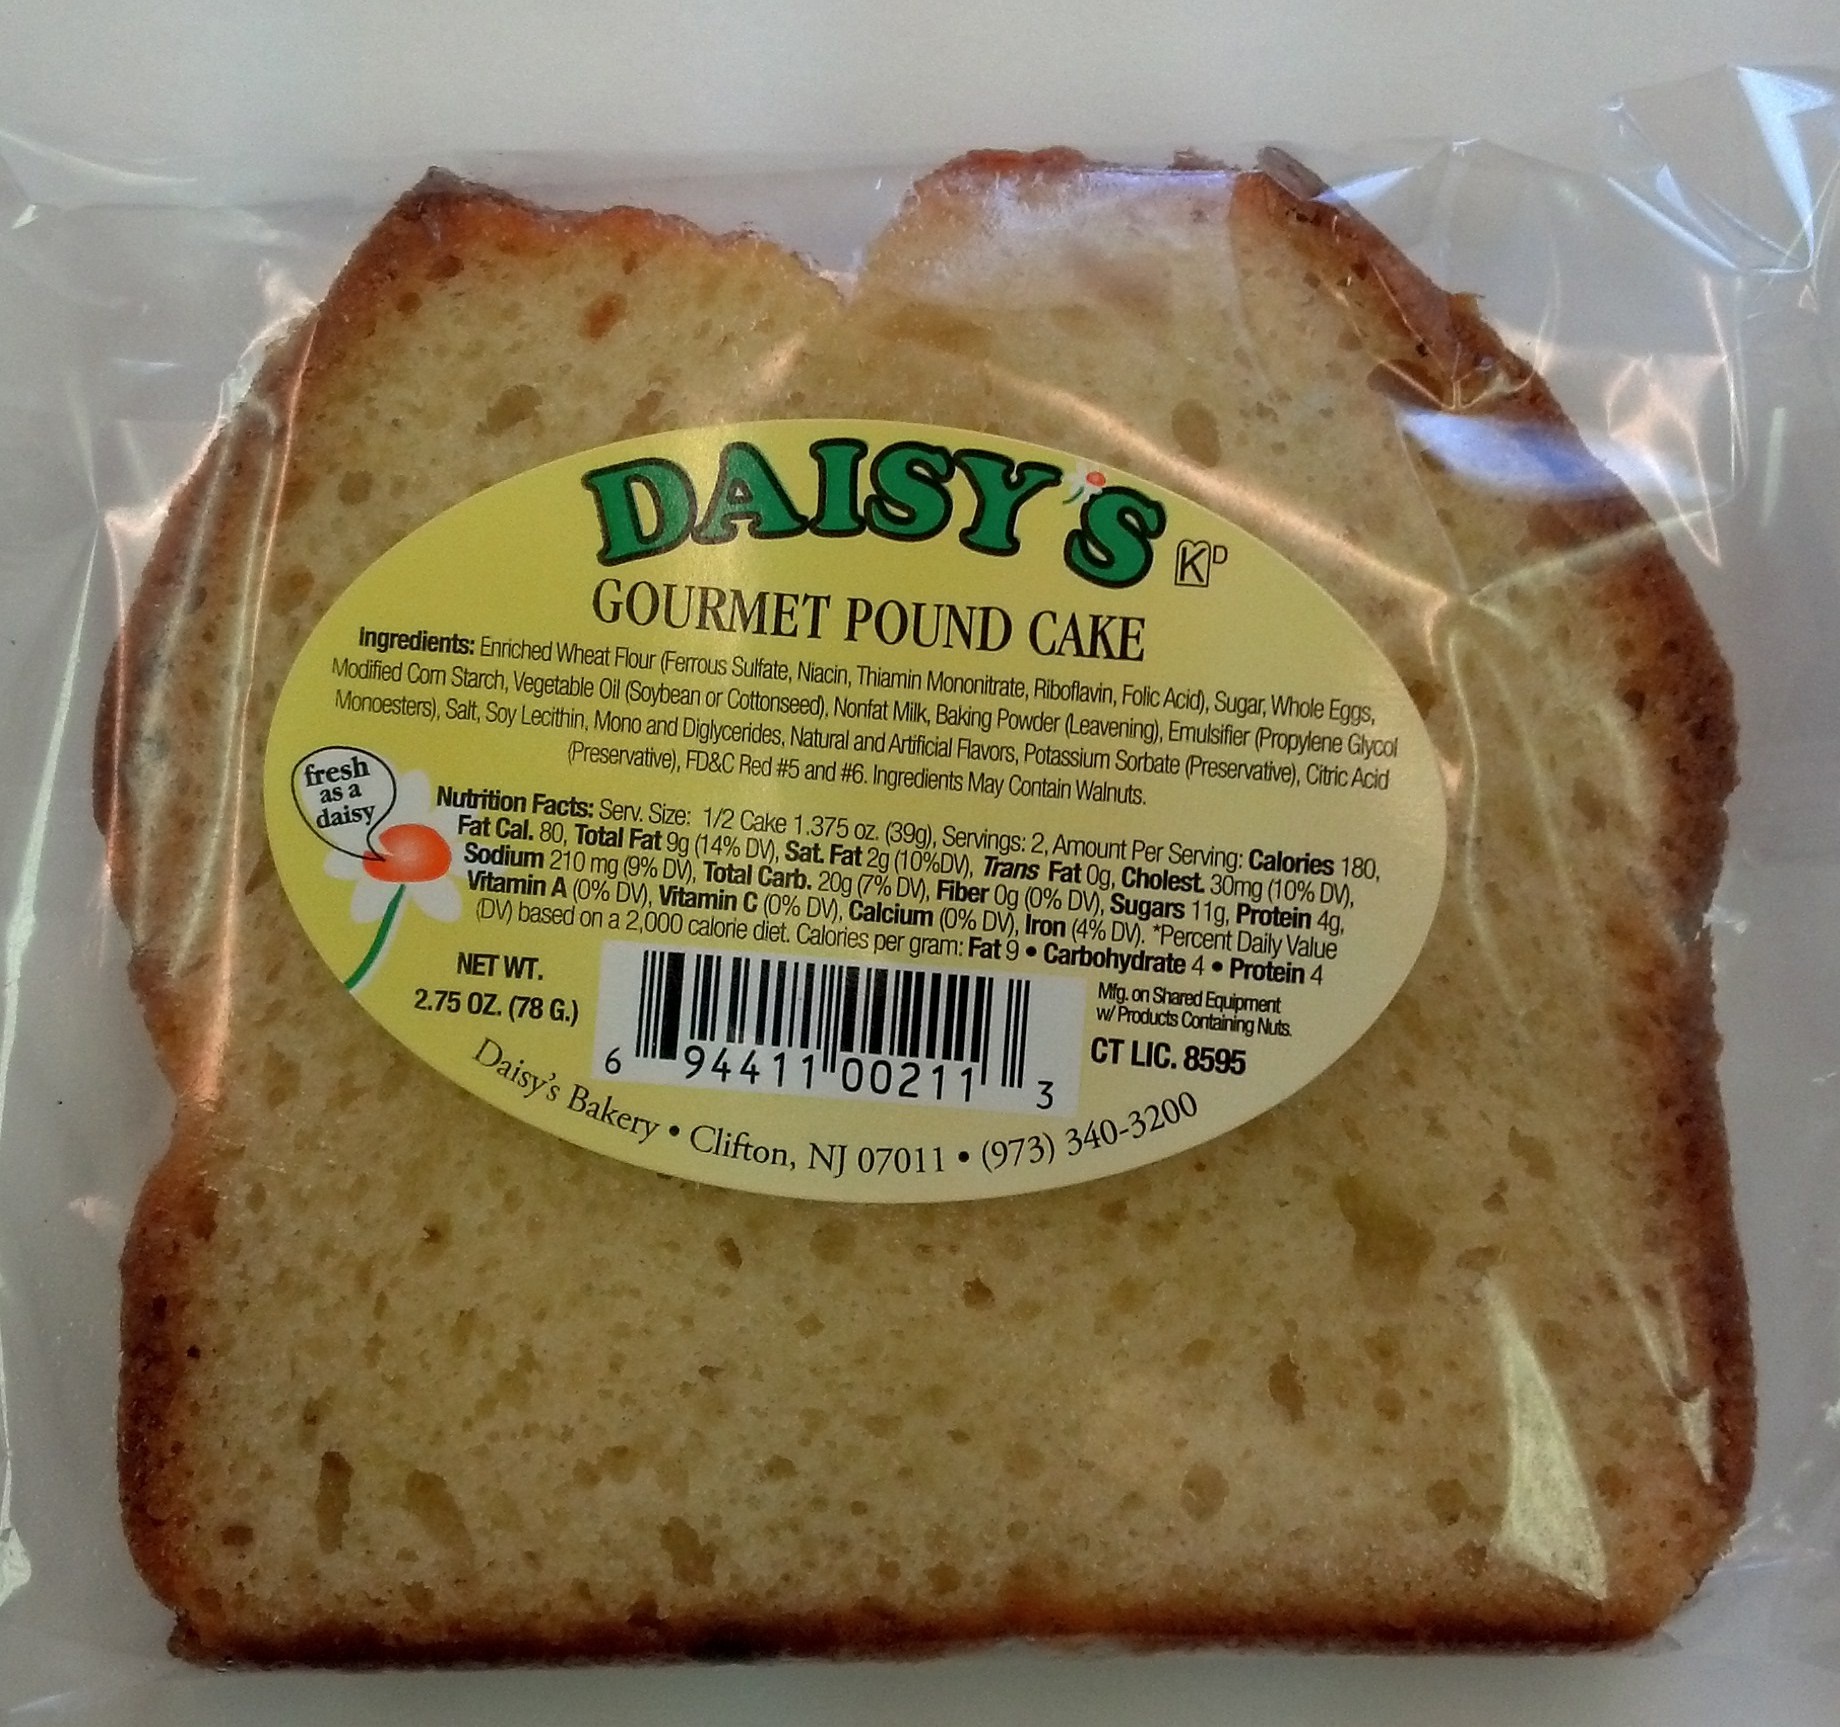 DAISY'S
KD
GOURMET POUND CAKE
Ingredients: Enriched Wheat Flour (Ferrous Sulfate, Niacin, Thiamin Mononitrate, Riboflavin, Folic Acid), Sugar, Whole Eggs,
Modified Corn Starch, Vegetable Oil (Soybean or Cottonseed), Nonfat Milk, Baking Powder (Leavening), Emulsifier (Propylene Glycol
Monoesters), Salt, Soy Lecithin, Mono and Diglycerides, Natural and Artificial Flavors, Potassium Sorbate (Preservative), Citric Acid
(Preservative), FD&C Red #5 and #6. Ingredients May Contain Walnuts.
fresh
as a
daisy
Nutrition Facts: Serv. Size: 1/2 Cake 1.375 oz. (39g), Servings: 2, Amount Per Serving: Calories 180,
Fat Cal. 80, Total Fat 9g (14% DV), Sat. Fat 2g (10%DV), Trans Fat 0g, Cholest. 30mg (10% DV),
Sodium 210 mg (9% DV), Total Carb. 20g (7% DV), Fiber 0g (0% DV), Sugars 11g, Protein 4g,
Vitamin A (0% DV), Vitamin C (0% DV), Calcium (0% DV), Iron (4% DV). *Percent Daily Value
(DV) based on a 2,000 calorie diet. Calories per gram: Fat 9 • Carbohydrate 4 • Protein 4
NET WT.
2.75 OZ. (78 G.)
6 94411 00211 3
Mfg. on Shared Equipment
w/ Products Containing Nuts.
CT LIC. 8595
Daisy's Bakery • Clifton, NJ 07011 • (973) 340-3200